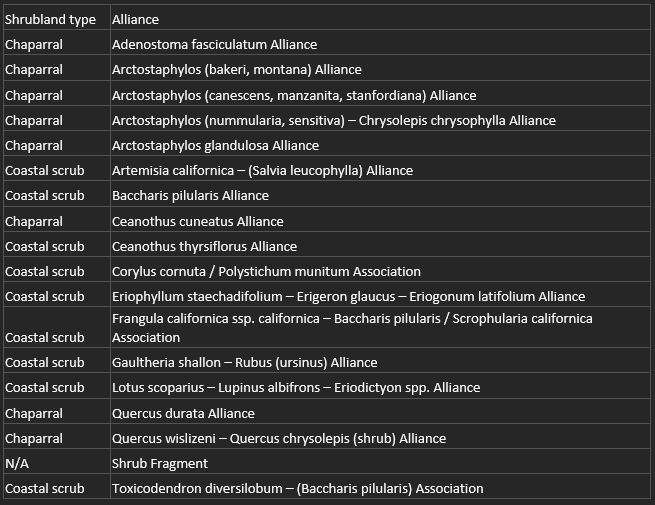 Shrubland type Alliance
Chaparral Adenostoma fasciculatum Alliance
Chaparral Arctostaphylos (bakeri, montana) Alliance
Chaparral Arctostaphylos (canescens, manzanita, stanfordiana) Alliance
Chaparral Arctostaphylos (nummularia, sensitiva) – Chrysolepis chrysophylla Alliance
Chaparral Arctostaphylos glandulosa Alliance
Coastal scrub Artemisia californica – (Salvia leucophylla) Alliance
Coastal scrub Baccharis pilularis Alliance
Chaparral Ceanothus cuneatus Alliance
Coastal scrub Ceanothus thyrsiflorus Alliance
Coastal scrub Corylus cornuta / Polystichum munitum Association
Coastal scrub Eriophyllum staechadifolium – Erigeron glaucus – Eriogonum latifolium Alliance
Frangula californica ssp. californica – Baccharis pilularis / Scrophularia californica
Coastal scrub Association
Coastal scrub Gaultheria shallon – Rubus (ursinus) Alliance
Coastal scrub Lotus scoparius – Lupinus albifrons – Eriodictyon spp. Alliance
Chaparral Quercus durata Alliance
Chaparral Quercus wislizeni – Quercus chrysolepis (shrub) Alliance
N/A Shrub Fragment
Coastal scrub Toxicodendron diversilobum – (Baccharis pilularis) Association